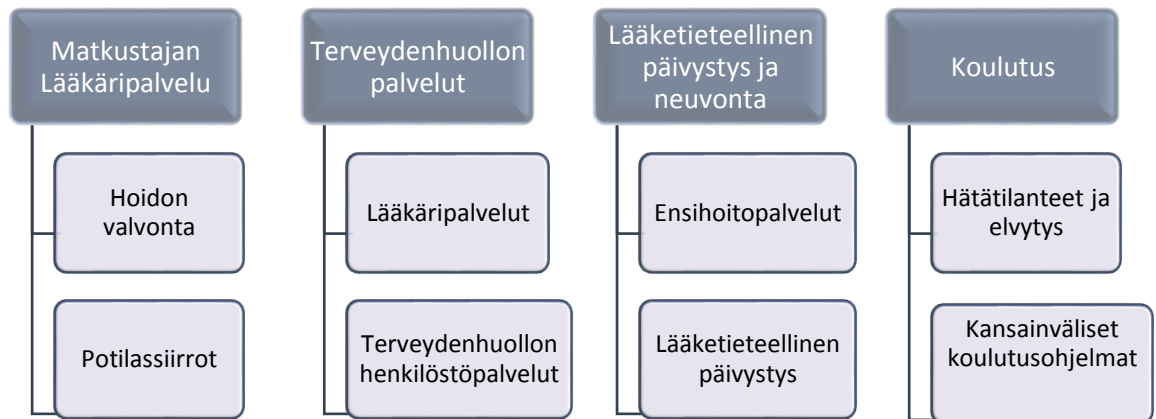 Matkustajan
Lääkäripalvelu
Hoidon
valvonta
Potilassiirrot
Terveydenhuollon
palvelut
Lääkäripalvelut
Terveydenhuollon
henkilöstöpalvelut
Lääketieteellinen
päivystys ja
neuvonta
Ensihoitopalvelut
Lääketieteellinen
päivystys
Koulutus
Hätätilanteet ja
elvytys
Kansainväliset
koulutusohjelmat